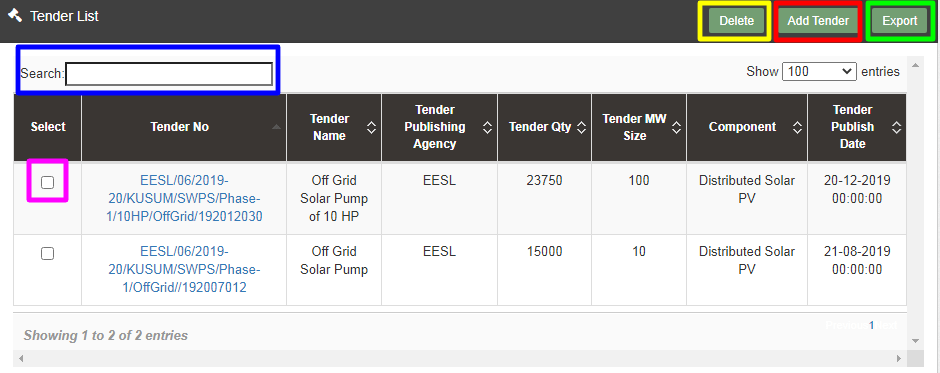 Tender List
Delete
Add Tender
Export
Search:
Show 100 entries
Select
Tender No
Tender
Name
Tender
Publishing
Agency
Tender Qty
Tender MW
Size
Component
Tender
Publish
Date
EESL/06/2019-
20/KUSUM/SWPS/Phase-
1/10HP/OffGrid/192012030
Off Grid
Solar Pump
of 10 HP
EESL
23750
100
Distributed Solar
PV
20-12-2019
00:00:00
EESL/06/2019-
20/KUSUM/SWPS/Phase-
1/OffGrid//192007012
Off Grid
Solar Pump
EESL
15000
10
Distributed Solar
PV
21-08-2019
00:00:00
Showing 1 to 2 of 2 entries
1